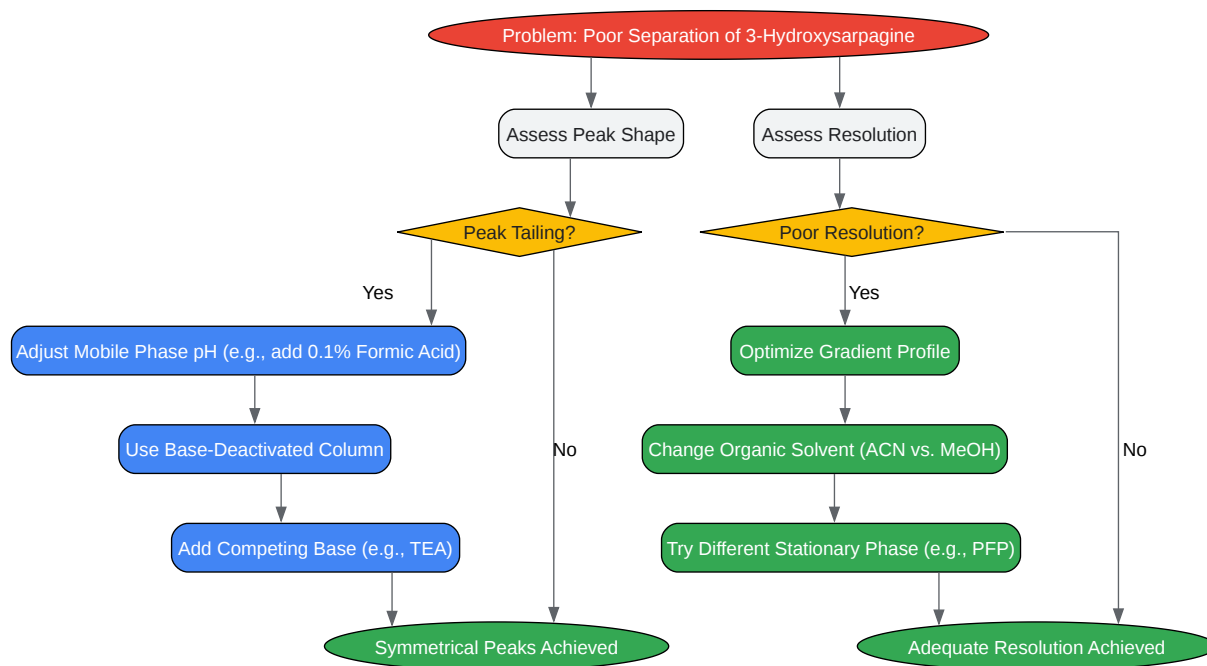 Problem: Poor Separation of 3-Hydroxysarpagine
Assess Peak Shape
Assess Resolution
Peak Tailing?
Poor Resolution?
Yes
Yes
Adjust Mobile Phase pH (e.g., add 0.1% Formic Acid)
Optimize Gradient Profile
Use Base-Deactivated Column
No
Change Organic Solvent (ACN vs. MeOH)
No
Add Competing Base (e.g., TEA)
Try Different Stationary Phase (e.g., PFP)
Symmetrical Peaks Achieved
Adequate Resolution Achieved